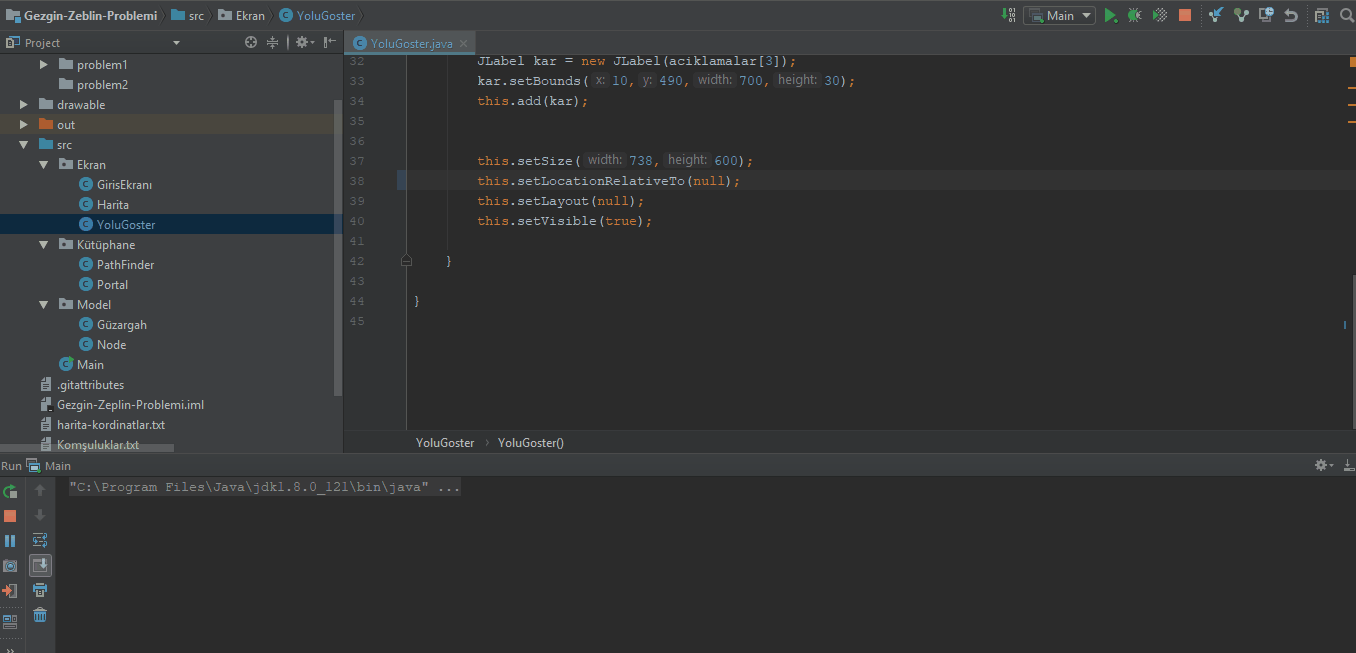 Gezgin-Zeblin-Problemi src Ekran YoluGoster Main
Project YoluGoster.java
problem1
problem2
drawable
out
src
Ekran
GirisEkranı
Harita
YoluGoster
Kütüphane
PathFinder
Portal
Model
Güzargah
Node
Main
.gitattributes
Gezgin-Zeplin-Problemi.iml
harita-kordinatlar.txt
Komşuluklar.txt
32 JLabel kar = new JLabel(aciklamalar[3]);
33 kar.setBounds( x: 10, y: 490, width: 700, height: 30);
34 this.add(kar);
35
36
37 this.setSize( width: 738, height: 600);
38 this.setLocationRelativeTo(null);
39 this.setLayout(null);
40 this.setVisible(true);
41
42 }
43
44 }
45
YoluGoster YoluGoster()
Run Main
"C:\Program Files\Java\jdk1.8.0_121\bin\java" ...